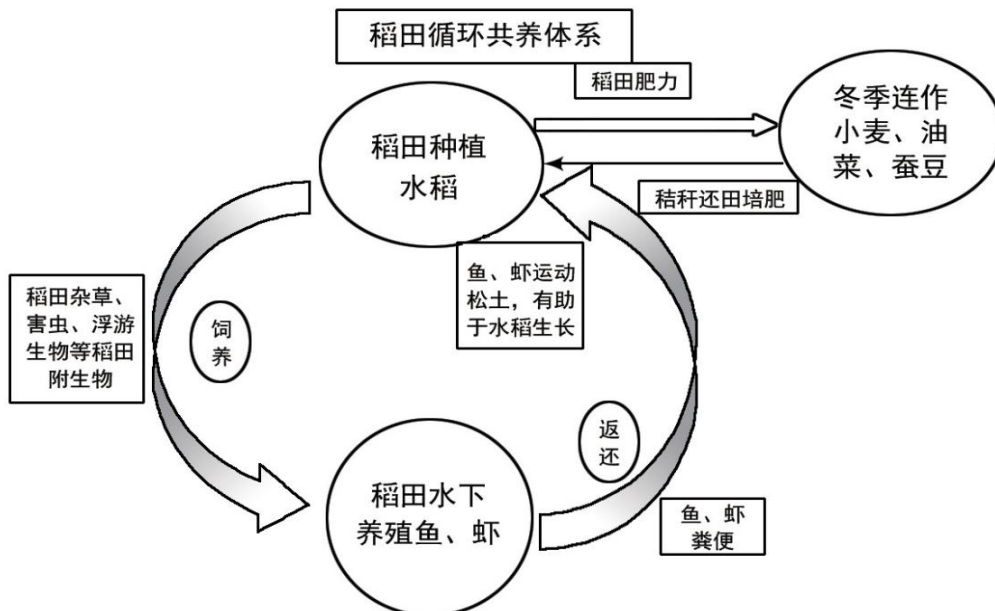 稻田循环共养体系
稻田肥力
冬季连作
小麦、油
菜、蚕豆
稻田种植
水稻
秸秆还田培肥
鱼、虾运动
松土，有助
于水稻生长
稻田杂草、
害虫、浮游
生物等稻田
附生物
饲
养
返
还
稻田水下
养殖鱼、虾
鱼、虾
粪便